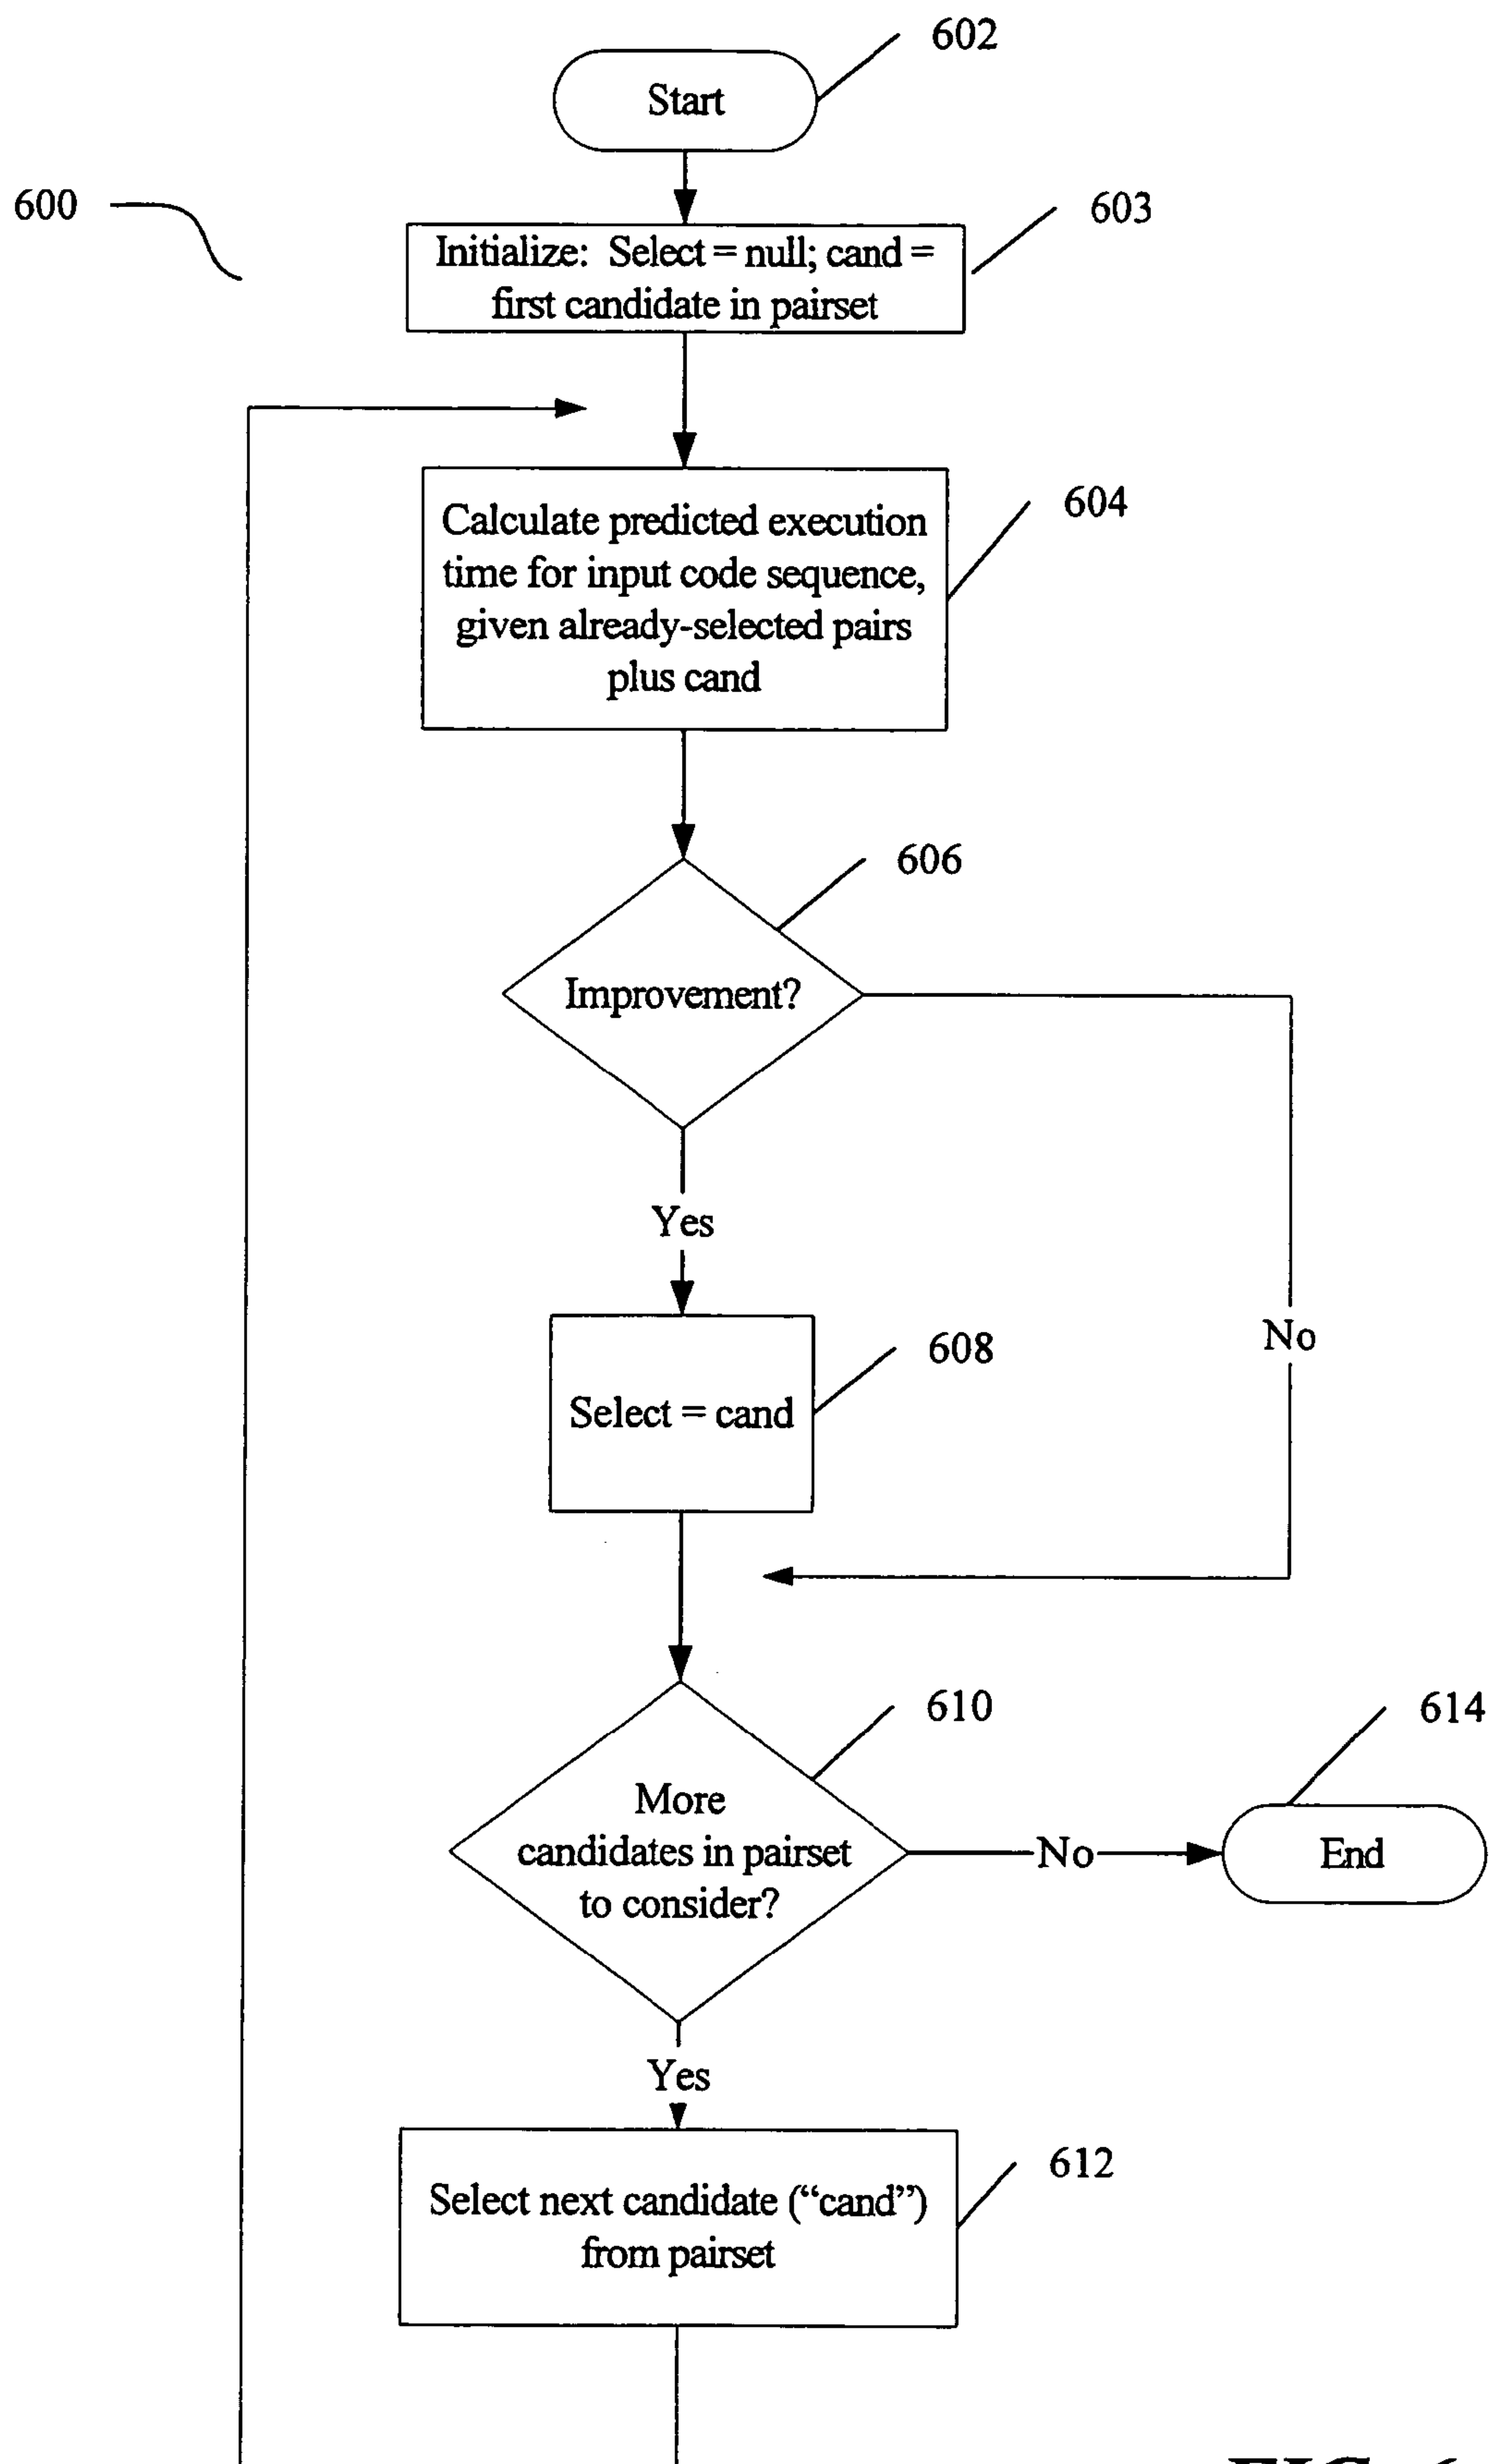 602
Start
600
603
Initialize: Select = null; cand =
first candidate in pairset
604
Calculate predicted execution
time for input code sequence,
given already-selected pairs
plus cand
606
Improvement?
Yes
608
No
Select = cand
610
614
More
candidates in pairset
to consider?
No
End
Yes
612
Select next candidate (“cand”)
from pairset